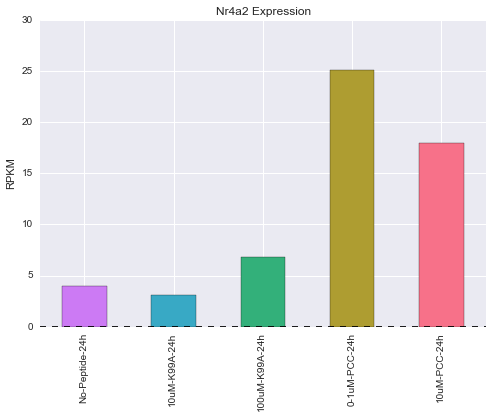 Nr4a2 Expression
30
25
20
15
10
5
0
RPKM
No-Peptide-24h
10uM-K99A-24h
100uM-K99A-24h
0-1uM-PCC-24h
10uM-PCC-24h